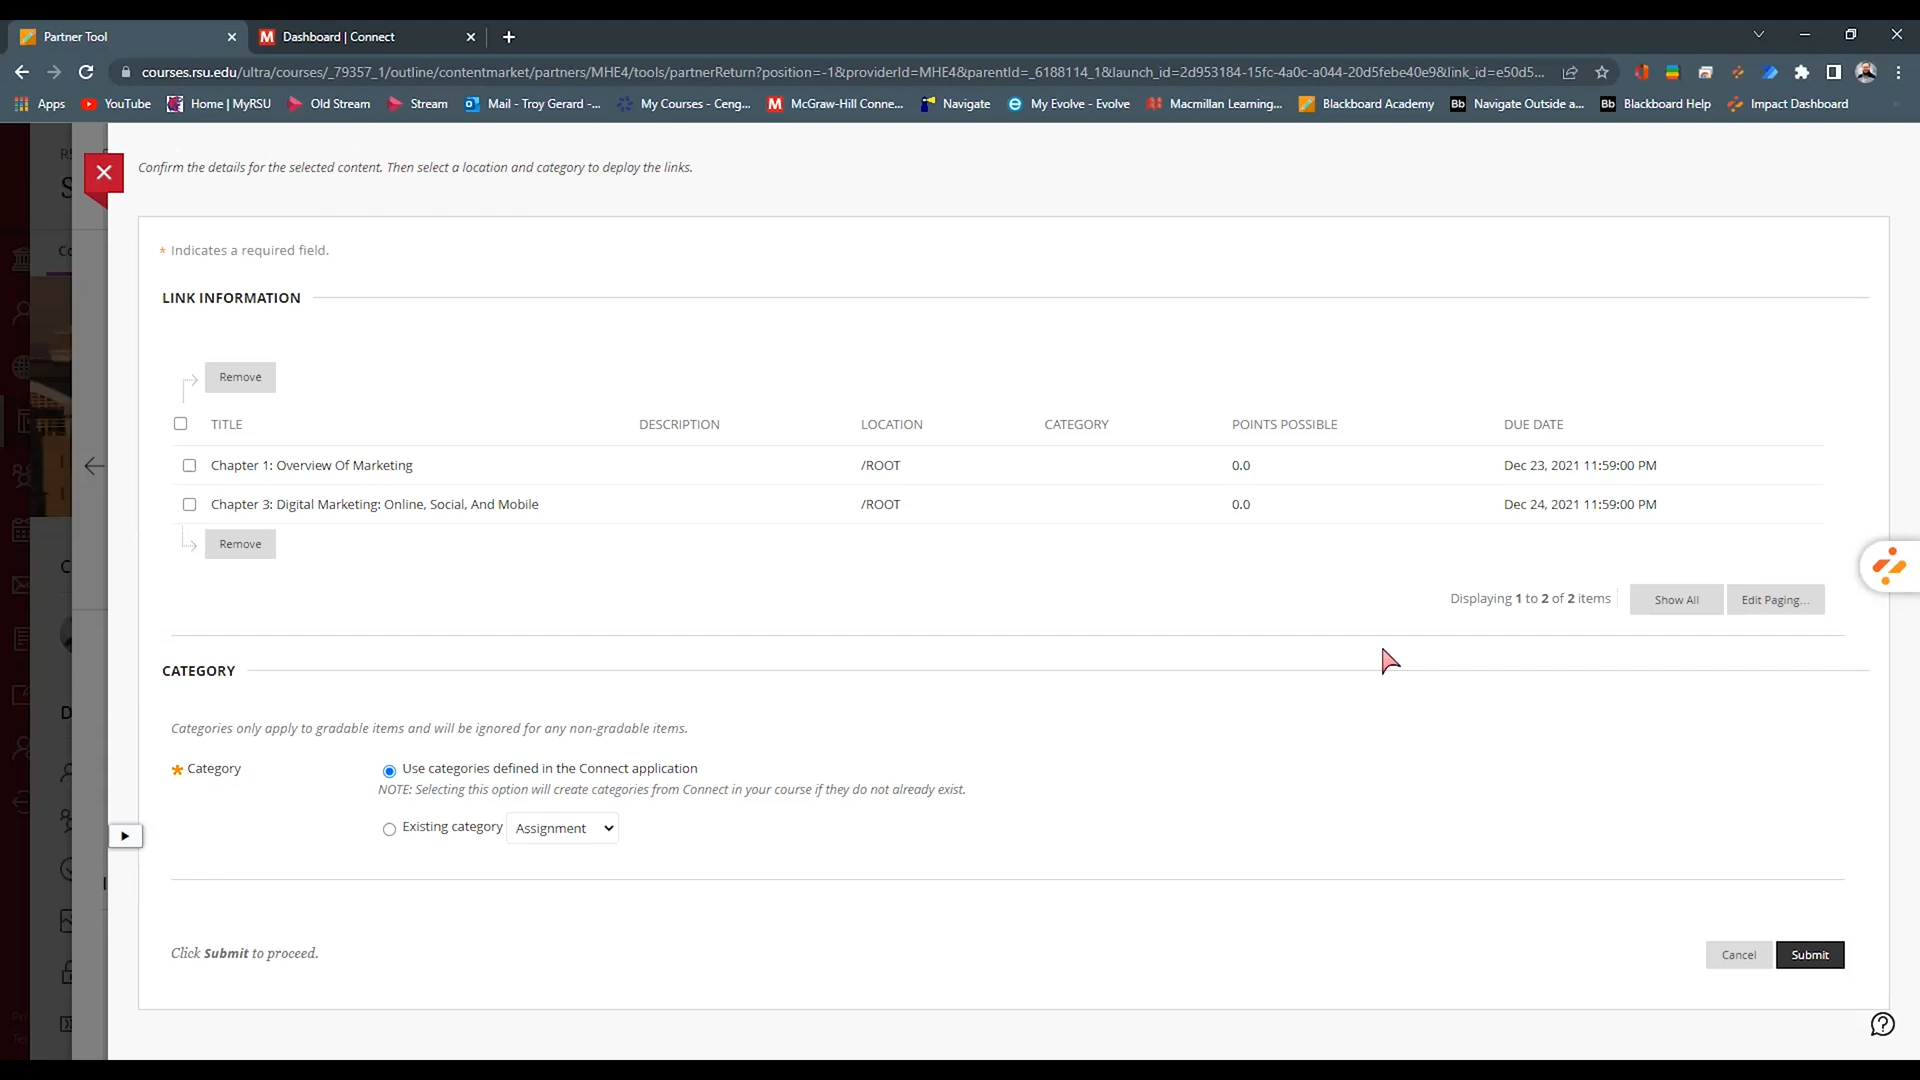 Partner Tool
Dashboard | Connect
courses.rsu.edu/ultra/courses/_79357_1/outline/contentmarket/partners/MHE4/tools/partnerReturn?position=-1&providerId=MHE4&parentId=_6188114_1&launch_id=2d953184-15fc-4a0c-a044-20d5febe40e9&link_id=e50d5...
Apps YouTube Home | MyRSU Old Stream Stream Mail - Troy Gerard -... My Courses - Ceng... McGraw-Hill Conne... Navigate My Evolve - Evolve Macmillan Learning... Blackboard Academy Bb Navigate Outside a... Bb Blackboard Help Impact Dashboard
Confirm the details for the selected content. Then select a location and category to deploy the links.
* Indicates a required field.
LINK INFORMATION
Remove
TITLE DESCRIPTION LOCATION CATEGORY POINTS POSSIBLE DUE DATE
Chapter 1: Overview Of Marketing /ROOT 0.0 Dec 23, 2021 11:59:00 PM
Chapter 3: Digital Marketing: Online, Social, And Mobile /ROOT 0.0 Dec 24, 2021 11:59:00 PM
Remove
Displaying 1 to 2 of 2 items Show All Edit Paging...
CATEGORY
Categories only apply to gradable items and will be ignored for any non-gradable items.
* Category Use categories defined in the Connect application
NOTE: Selecting this option will create categories from Connect in your course if they do not already exist.
Existing category Assignment
Click Submit to proceed. Cancel Submit